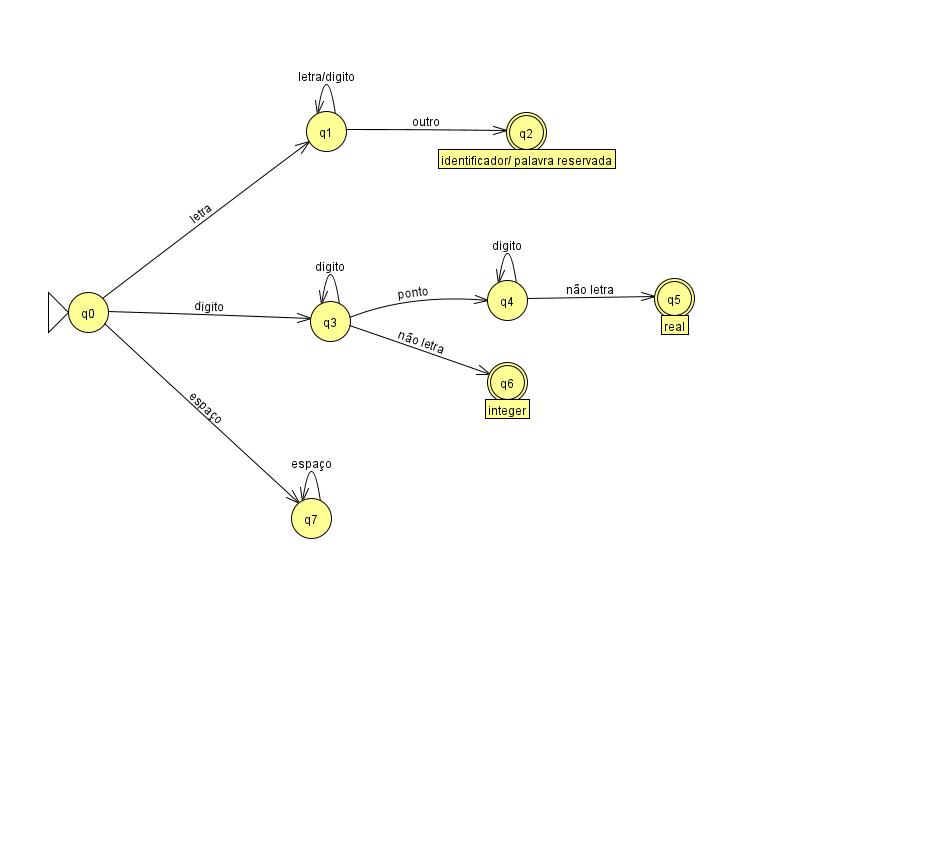 letra/digito
q1
outro
q2
identificador/ palavra reservada
letra
digito
digito
q0
digito
q3
ponto
q4
não letra
q5
real
não letra
q6
integer
espaço
espaço
q7